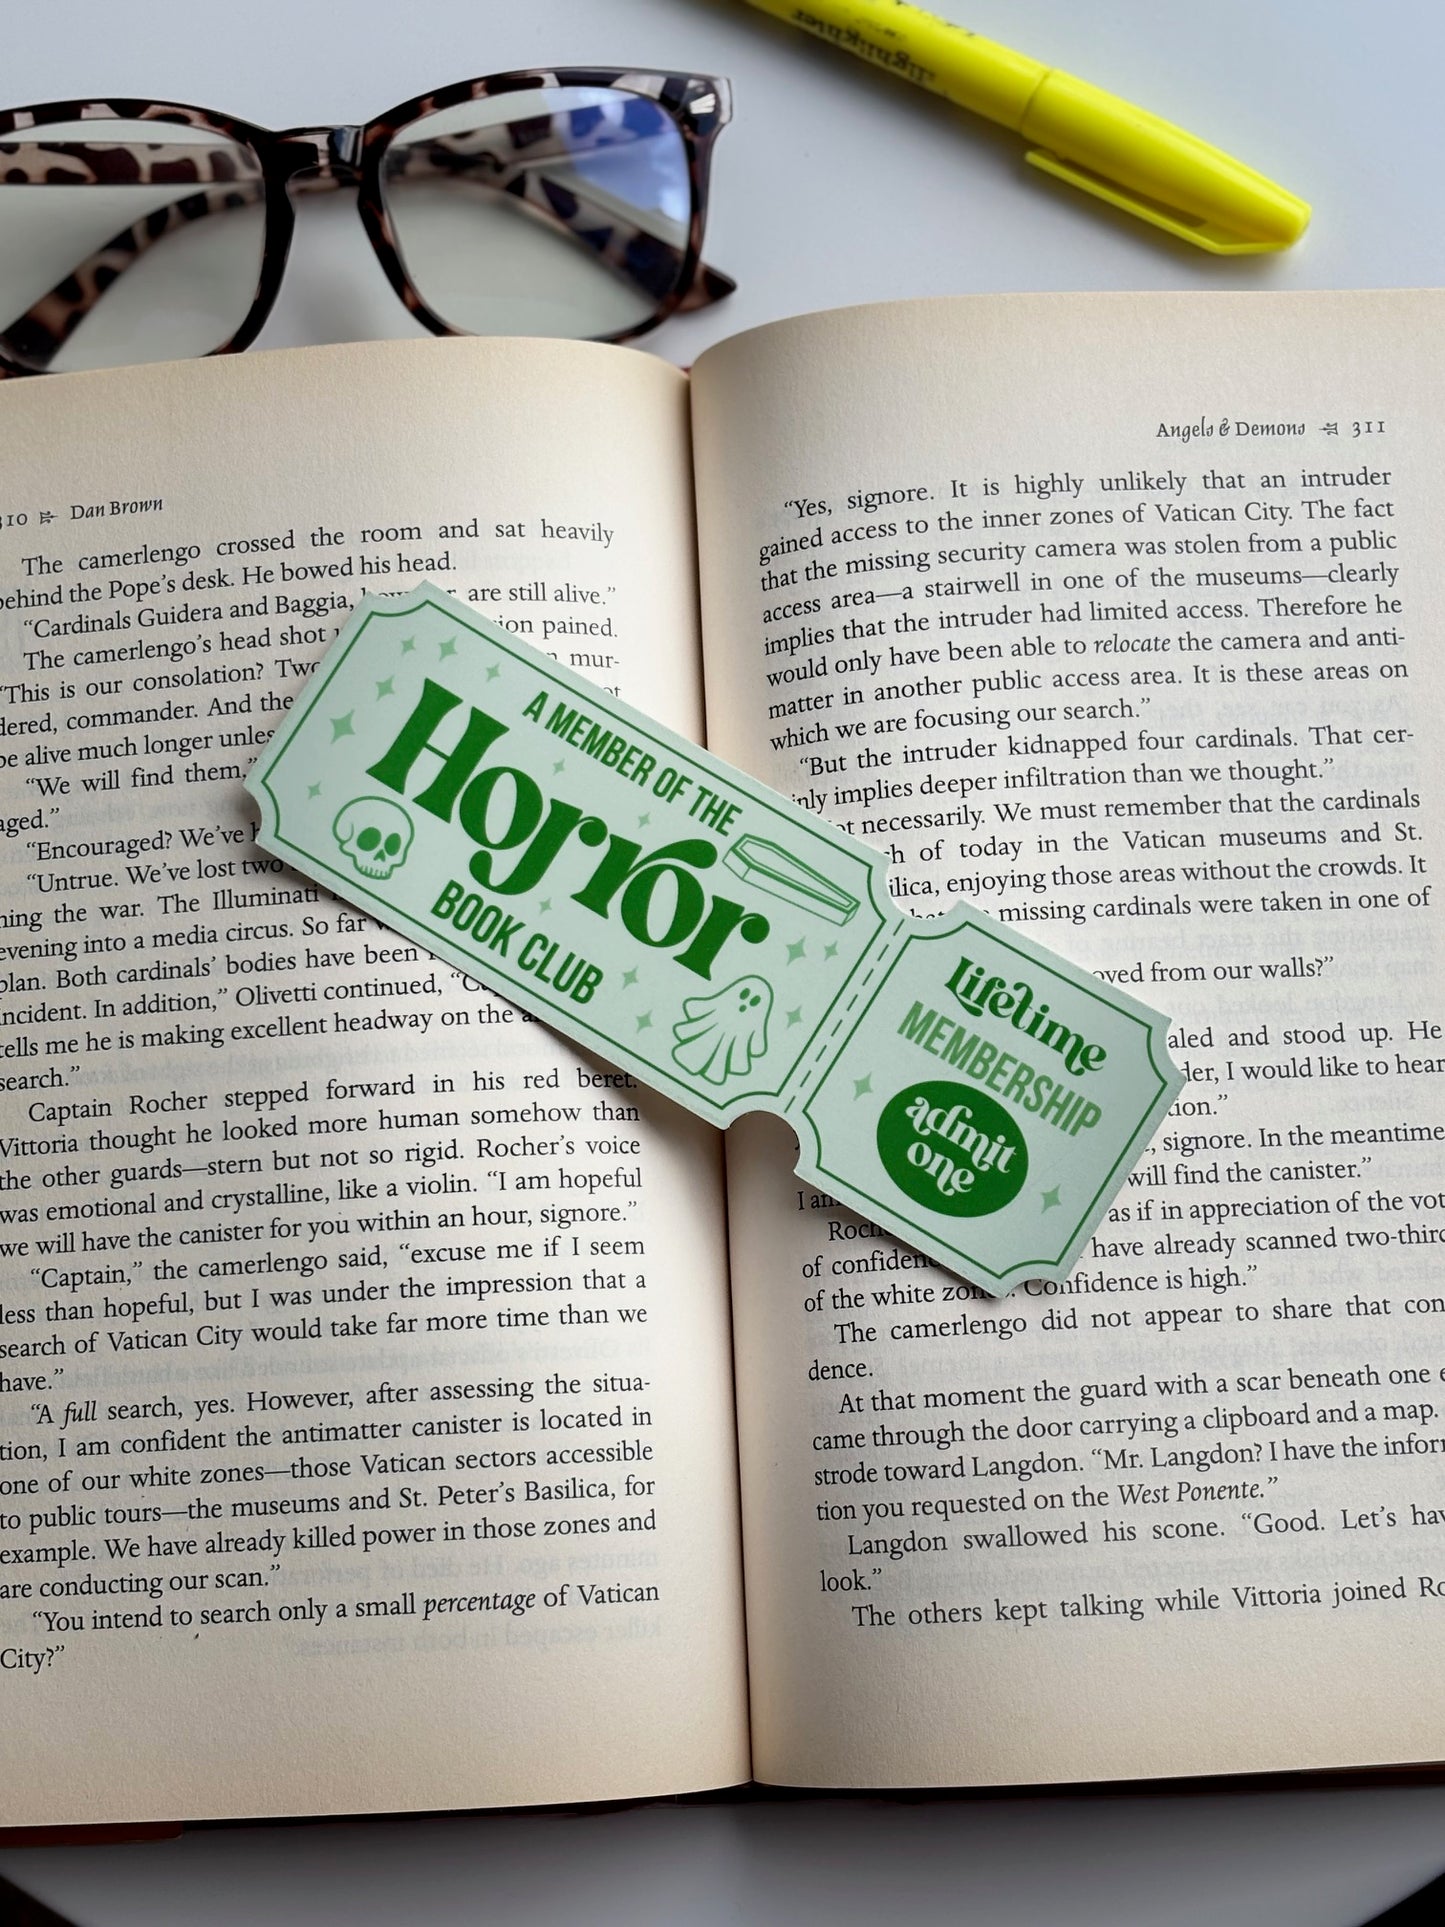 Highlighter
310 Dan Brown
The camerlengo crossed the room and sat heavily
behind the Pope’s desk. He bowed his head.
“Cardinals Guidera and Baggia, are still alive.”
The camerlengo’s head shot pained.
“This is our consolation? Two mur-
dered, commander. And the
be alive much longer unless
“We will find them,”
aged.”
“Encouraged? We’ve
“Untrue. We’ve lost two
ning the war. The Illuminati
evening into a media circus. So far
plan. Both cardinals’ bodies have been
incident. In addition,” Olivetti continued,
tells me he is making excellent headway on the
search.”
Captain Rocher stepped forward in his red beret.
Vittoria thought he looked more human somehow than
the other guards—stern but not so rigid. Rocher’s voice
was emotional and crystalline, like a violin. “I am hopeful
we will have the canister for you within an hour, signore.”
“Captain,” the camerlengo said, “excuse me if I seem
less than hopeful, but I was under the impression that a
search of Vatican City would take far more time than we
have.”
“A full search, yes. However, after assessing the situa-
tion, I am confident the antimatter canister is located in
one of our white zones—those Vatican sectors accessible
to public tours—the museums and St. Peter’s Basilica, for
example. We have already killed power in those zones and
are conducting our scan.”
“You intend to search only a small percentage of Vatican
City?”
A MEMBER OF THE
Horror
BOOK CLUB
Lifetime
MEMBERSHIP
admit
one
Angels & Demons 311
“Yes, signore. It is highly unlikely that an intruder
gained access to the inner zones of Vatican City. The fact
that the missing security camera was stolen from a public
access area—a stairwell in one of the museums—clearly
implies that the intruder had limited access. Therefore he
would only have been able to relocate the camera and anti-
matter in another public access area. It is these areas on
which we are focusing our search.”
“But the intruder kidnapped four cardinals. That cer-
inly implies deeper infiltration than we thought.”
necessarily. We must remember that the cardinals
of today in the Vatican museums and St.
ilica, enjoying those areas without the crowds. It
missing cardinals were taken in one of
oved from our walls?”
aled and stood up. He
der, I would like to hear
tion.”
signore. In the meantime
will find the canister.”
as if in appreciation of the vot
have already scanned two-third
of the white zones. Confidence is high.”
The camerlengo did not appear to share that con
dence.
At that moment the guard with a scar beneath one e
came through the door carrying a clipboard and a map.
strode toward Langdon. “Mr. Langdon? I have the infor
tion you requested on the West Ponente.”
Langdon swallowed his scone. “Good. Let’s hav
look.”
The others kept talking while Vittoria joined Ro